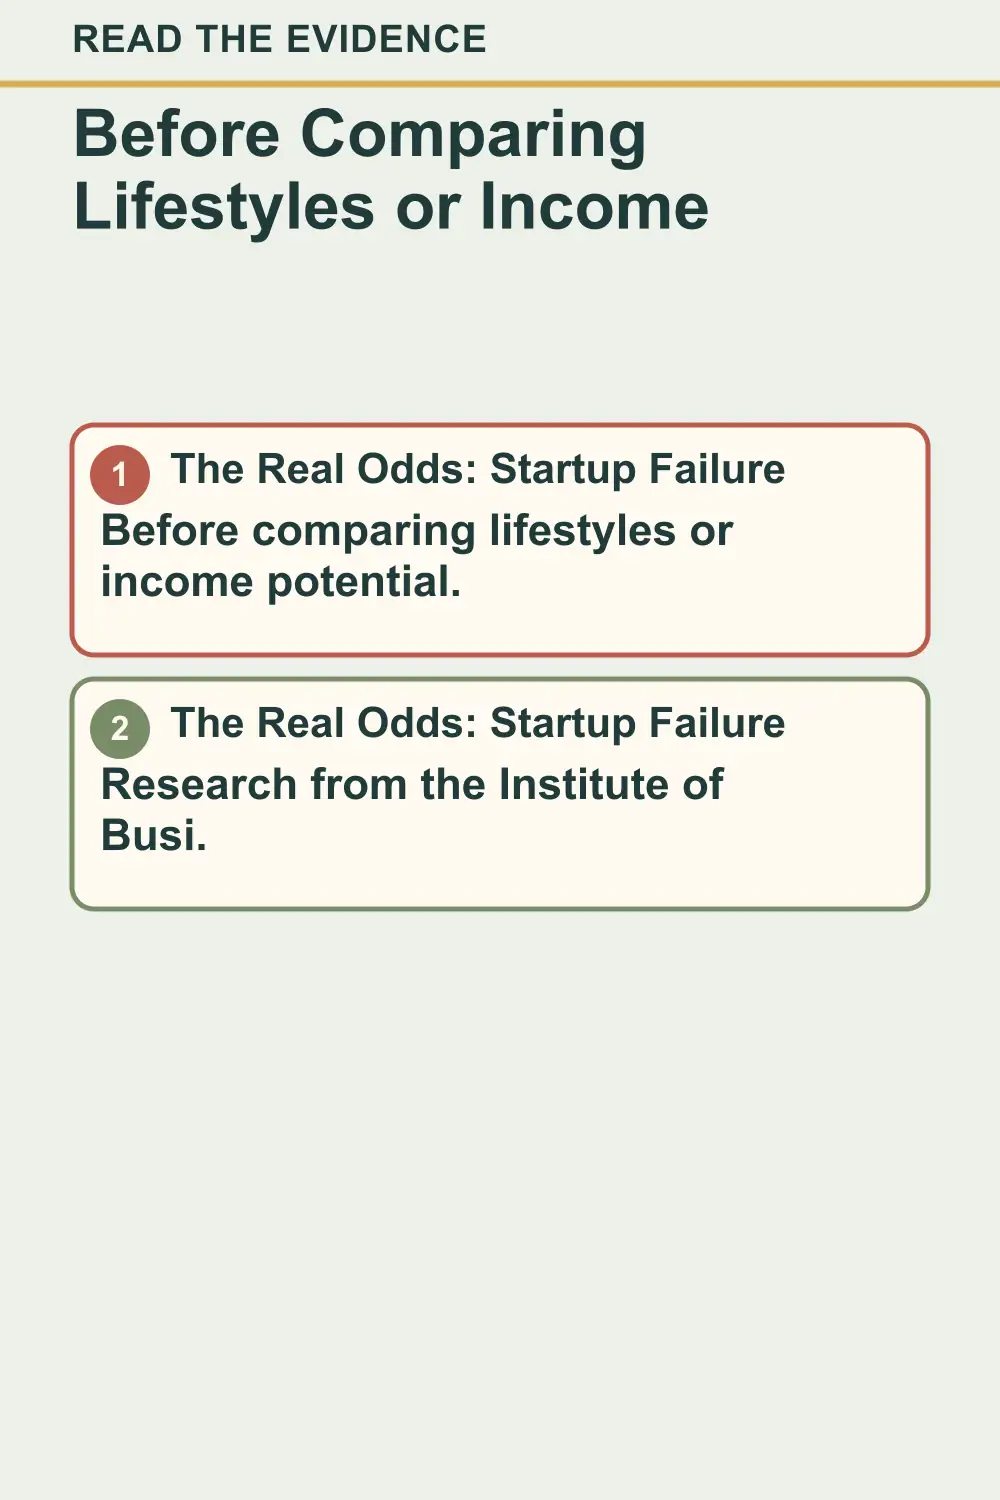 READ THE EVIDENCE
Before Comparing
Lifestyles or Income
1 The Real Odds: Startup Failure
Before comparing lifestyles or
income potential.
2 The Real Odds: Startup Failure
Research from the Institute of
Busi.